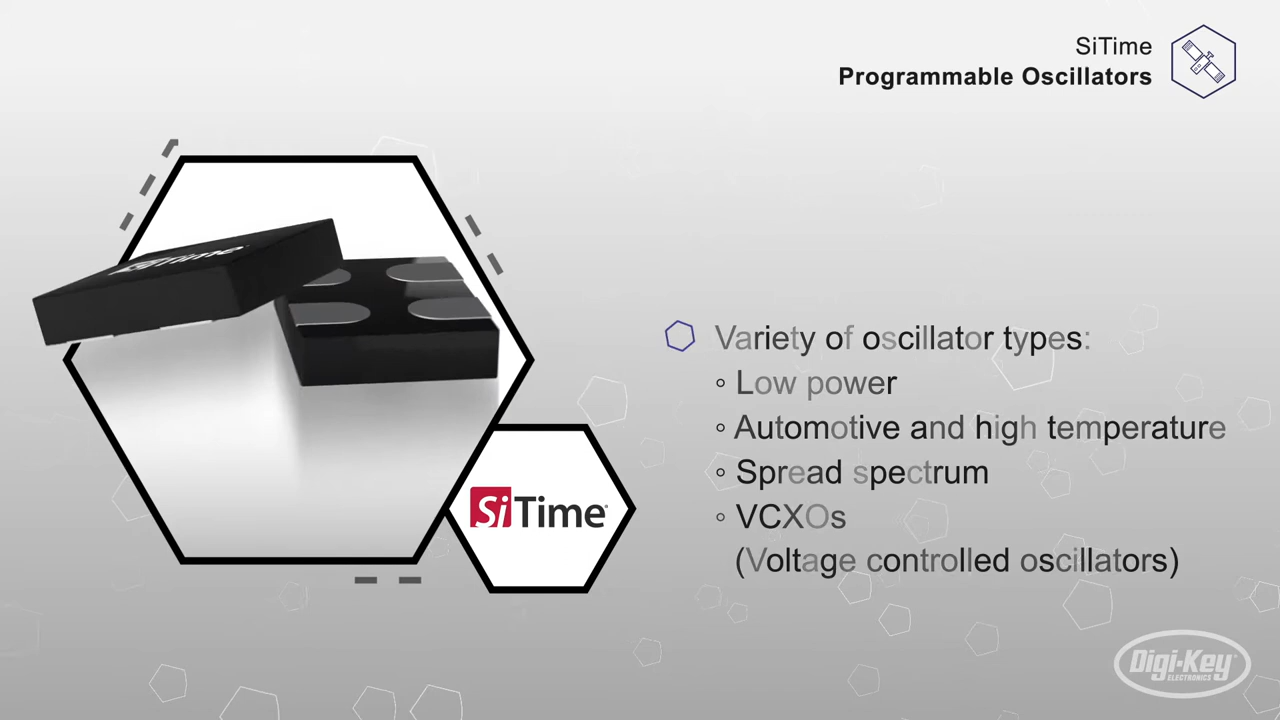 SiTime
Programmable Oscillators
SiTime
SiTime
Variety of oscillator types:
◦ Low power
◦ Automotive and high temperature
◦ Spread spectrum
◦ VCXOs
(Voltage controlled oscillators)
Digi-Key
ELECTRONICS